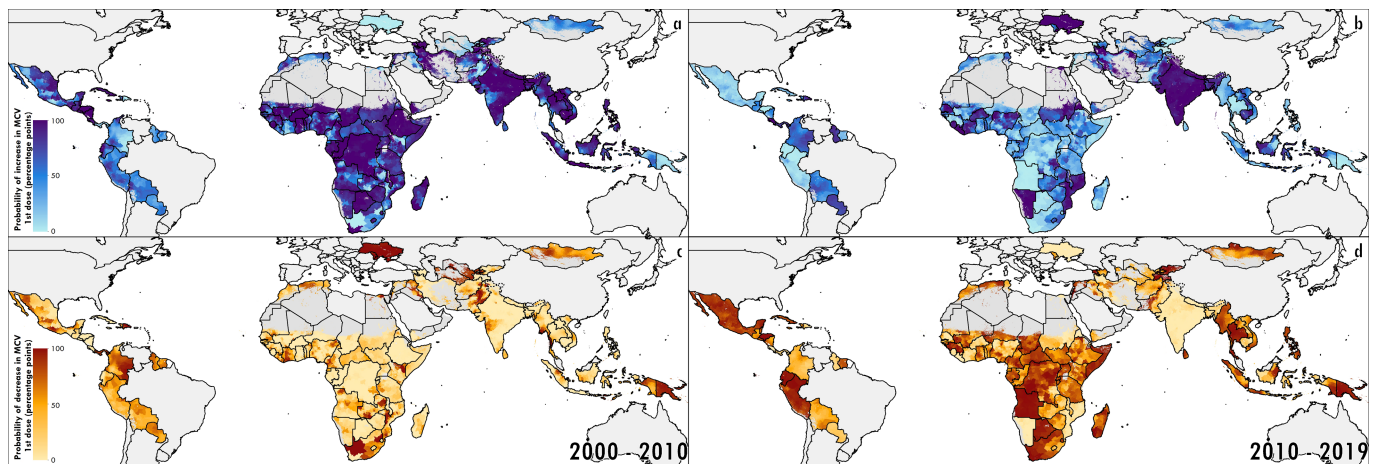 a
b
Probability of increase in MCV
1st dose (percentage points)
100
50
0
c
d
Probability of decrease in MCV
1st dose (percentage points)
100
50
0
2000 - 2010
2010 - 2019